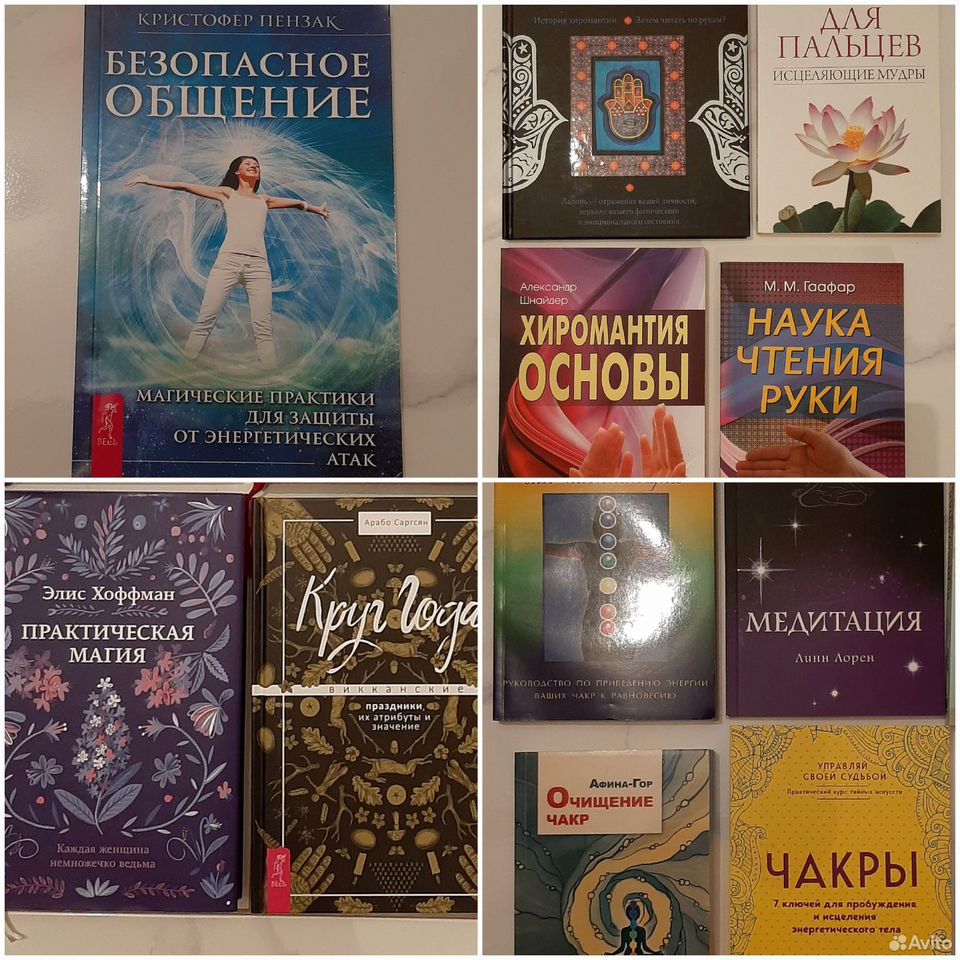 КРИСТОФЕР ПЕНЗАК
БЕЗОПАСНОЕ
ОБЩЕНИЕ
МАГИЧЕСКИЕ ПРАКТИКИ
ДЛЯ ЗАЩИТЫ
ОТ ЭНЕРГЕТИЧЕСКИХ
АТАК
ВЕСЬ
История хиромантии • Зачем читать по рукам?
Ладонь — отражение вашей личности,
зеркало вашего физического
и эмоционального состояния.
ДЛЯ
ПАЛЬЦЕВ
ИСЦЕЛЯЮЩИЕ МУДРЫ
Александр
Шнайдер
ХИРОМАНТИЯ
ОСНОВЫ
М. М. Гаафар
НАУКА
ЧТЕНИЯ
РУКИ
Элис Хоффман
ПРАКТИЧЕСКАЯ
МАГИЯ
Каждая женщина
немножечко ведьма
Арабо Саргсян
Круг Года
викканские
праздники,
их атрибуты и
значение
ВЕСЬ
РУКОВОДСТВО ПО ПРИВЕДЕНИЮ ЭНЕРГИИ
ВАШИХ ЧАКР К РАВНОВЕСИЮ
МЕДИТАЦИЯ
Линн Лорен
Афина-Гор
Очищение
чакр
УПРАВЛЯЙ
СВОЕЙ СУДЬБОЙ
Практический курс тайных искусств
ЧАКРЫ
7 ключей для пробуждения
и исцеления
энергетического тела
Avito